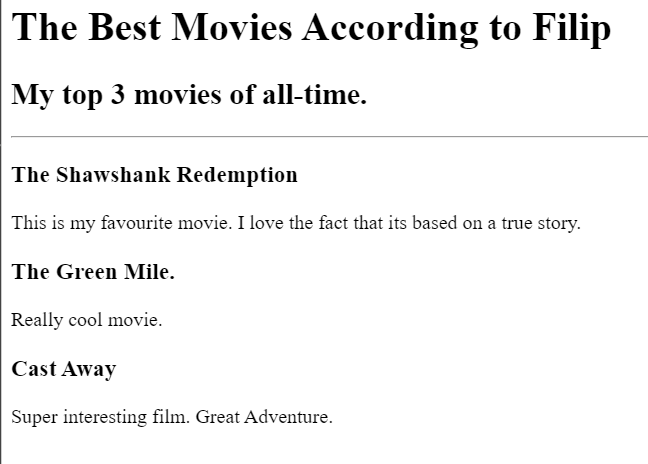 The Best Movies According to Filip
My top 3 movies of all-time.
The Shawshank Redemption
This is my favourite movie. I love the fact that its based on a true story.
The Green Mile.
Really cool movie.
Cast Away
Super interesting film. Great Adventure.